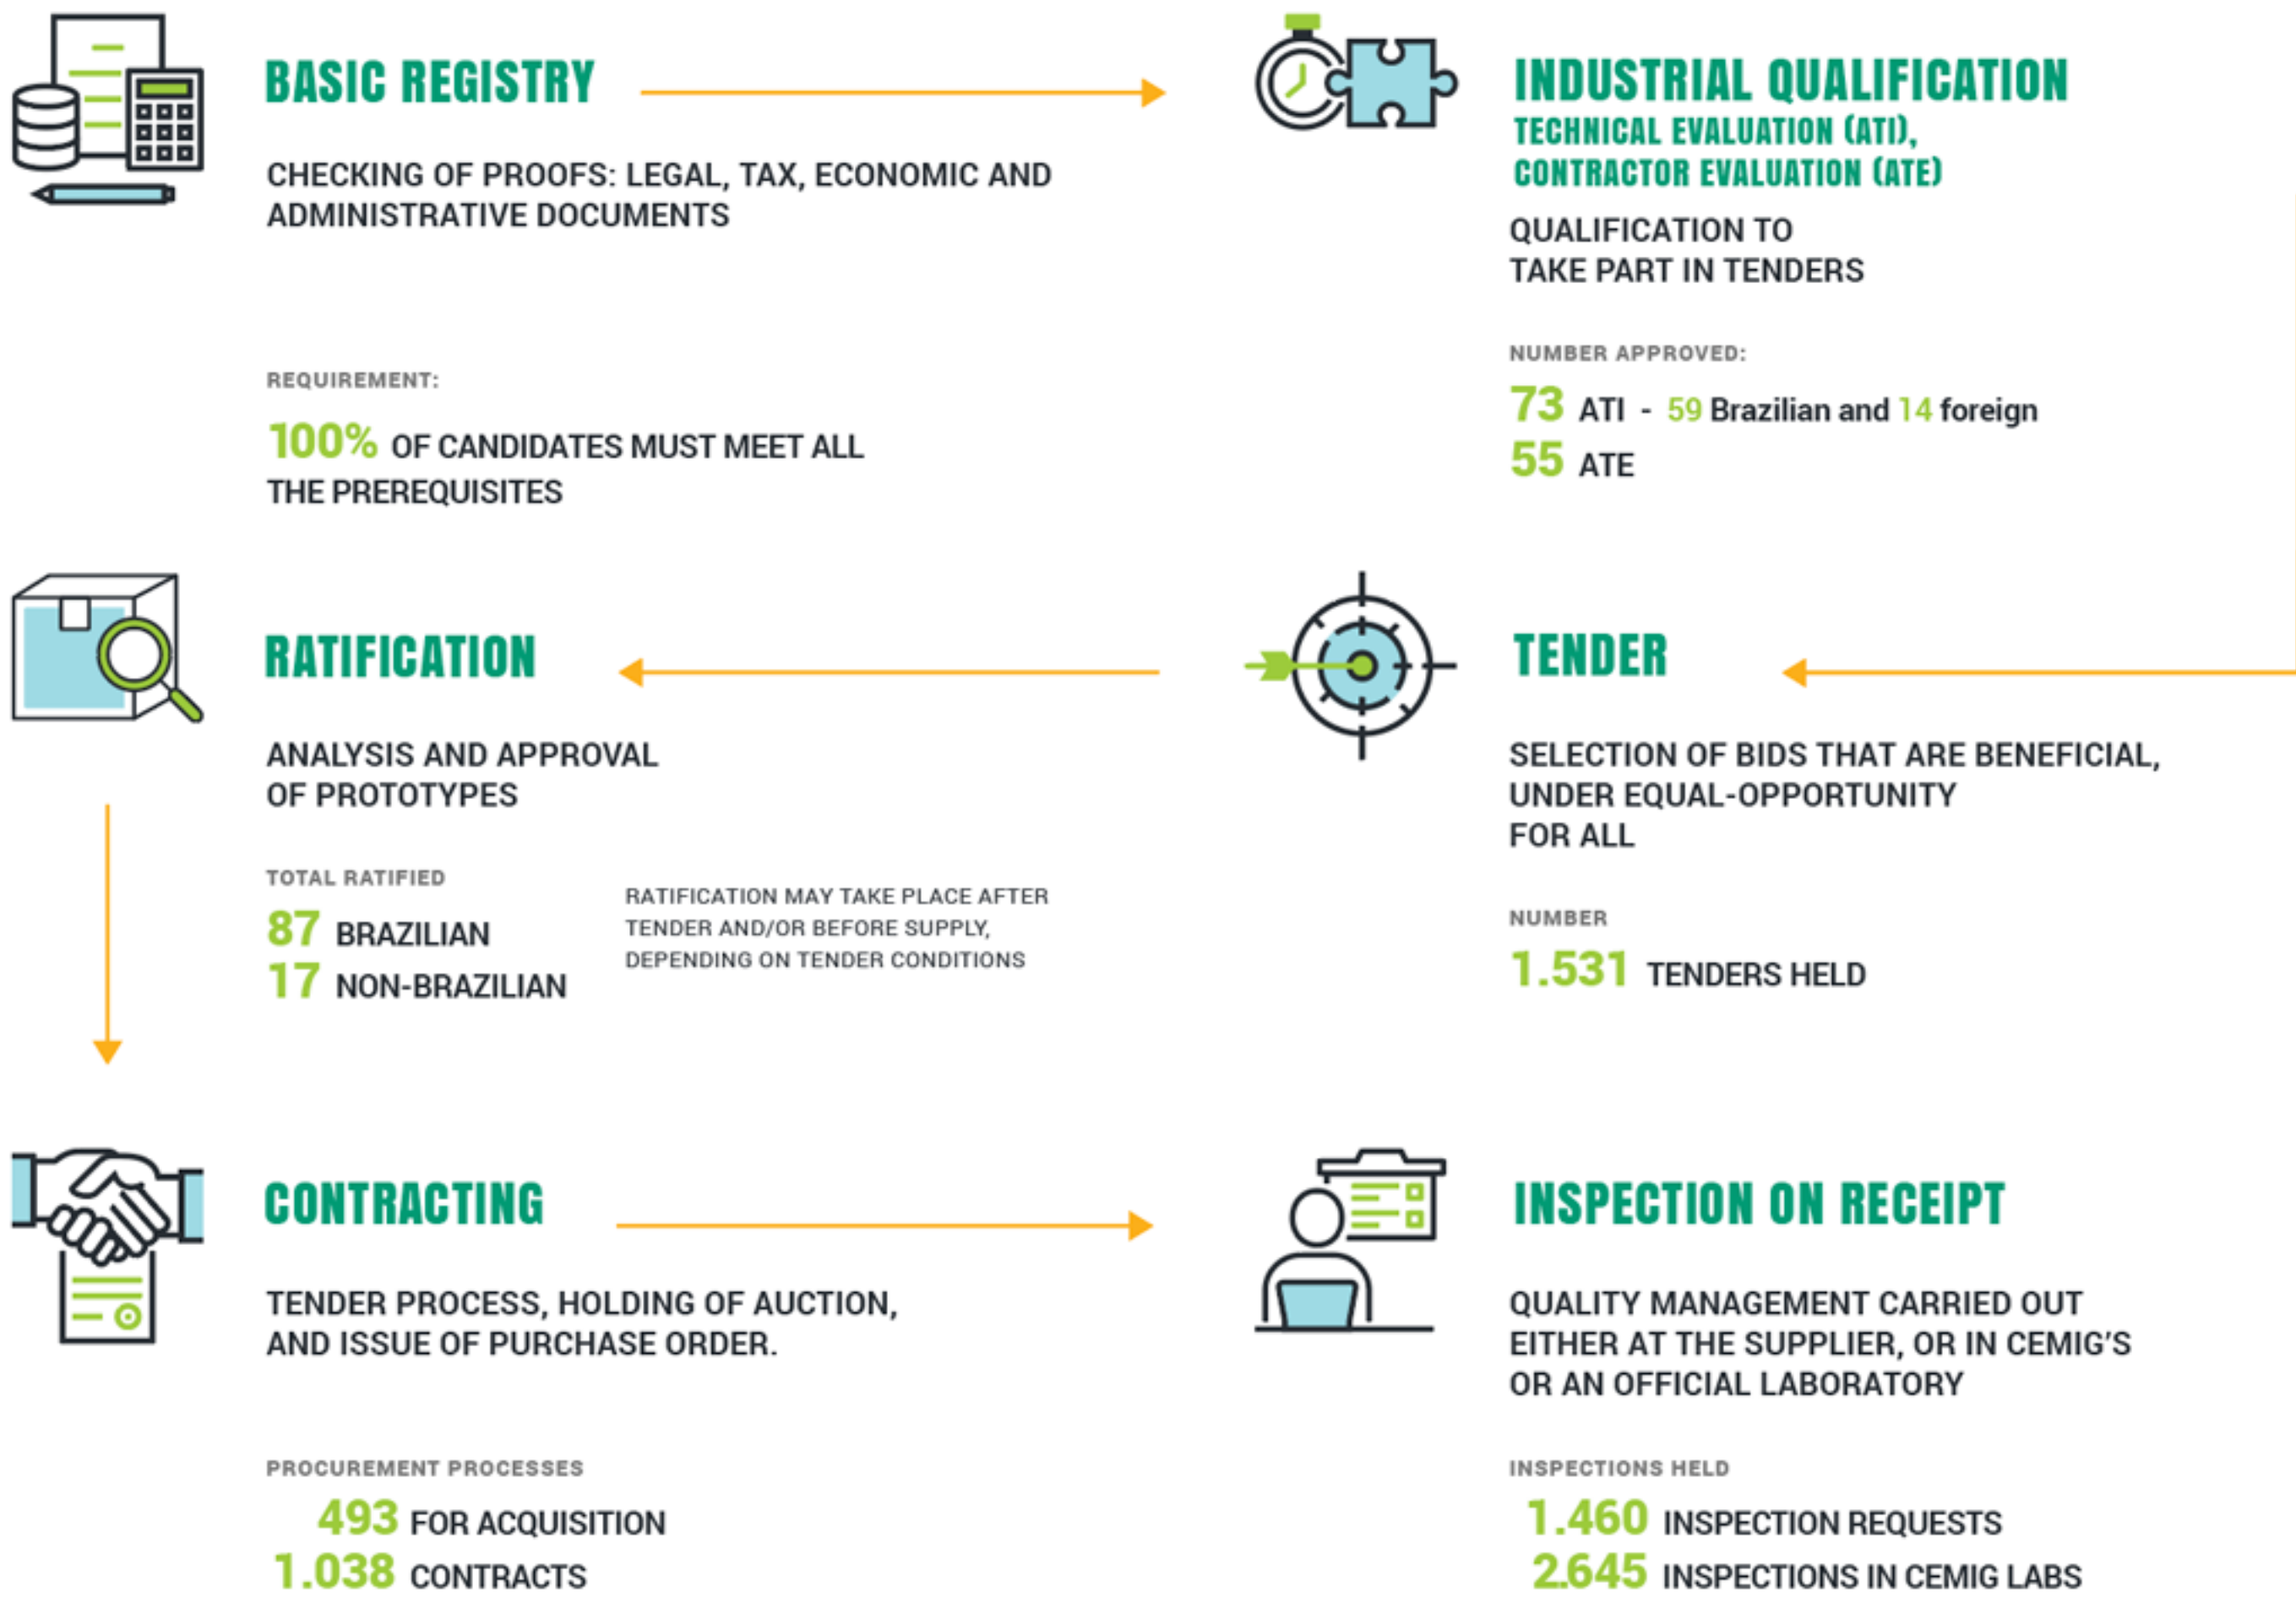 BASIC REGISTRY
CHECKING OF PROOFS: LEGAL, TAX, ECONOMIC AND
ADMINISTRATIVE DOCUMENTS
REQUIREMENT:
100% OF CANDIDATES MUST MEET ALL
THE PREREQUISITES
INDUSTRIAL QUALIFICATION
TECHNICAL EVALUATION (ATI),
CONTRACTOR EVALUATION (ATE)
QUALIFICATION TO
TAKE PART IN TENDERS
NUMBER APPROVED:
73 ATI - 59 Brazilian and 14 foreign
55 ATE
TENDER
SELECTION OF BIDS THAT ARE BENEFICIAL,
UNDER EQUAL-OPPORTUNITY
FOR ALL
NUMBER
1.531 TENDERS HELD
RATIFICATION
ANALYSIS AND APPROVAL
OF PROTOTYPES
TOTAL RATIFIED
87 BRAZILIAN
17 NON-BRAZILIAN
RATIFICATION MAY TAKE PLACE AFTER
TENDER AND/OR BEFORE SUPPLY,
DEPENDING ON TENDER CONDITIONS
CONTRACTING
TENDER PROCESS, HOLDING OF AUCTION,
AND ISSUE OF PURCHASE ORDER.
PROCUREMENT PROCESSES
493 FOR ACQUISITION
1.038 CONTRACTS
INSPECTION ON RECEIPT
QUALITY MANAGEMENT CARRIED OUT
EITHER AT THE SUPPLIER, OR IN CEMIG'S
OR AN OFFICIAL LABORATORY
INSPECTIONS HELD
1.460 INSPECTION REQUESTS
2.645 INSPECTIONS IN CEMIG LABS